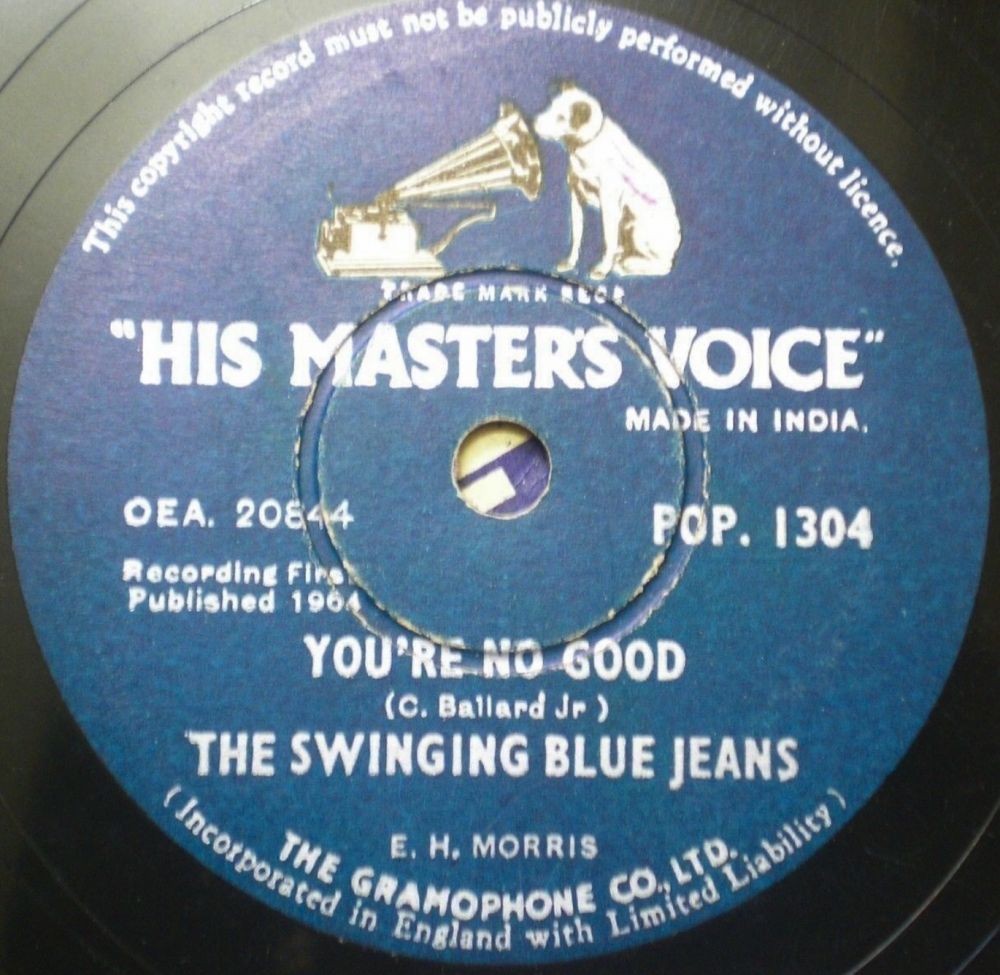 This copyright record must not be publicly performed without licence.
TRADE MARK REGD
"HIS MASTER'S VOICE"
MADE IN INDIA.
OEA. 20844
POP. 1304
Recording First
Published 1964
YOU'RE NO GOOD
(C. Ballard Jr )
THE SWINGING BLUE JEANS
E. H. MORRIS
THE GRAMOPHONE CO., LTD.
(Incorporated in England with Limited Liability)